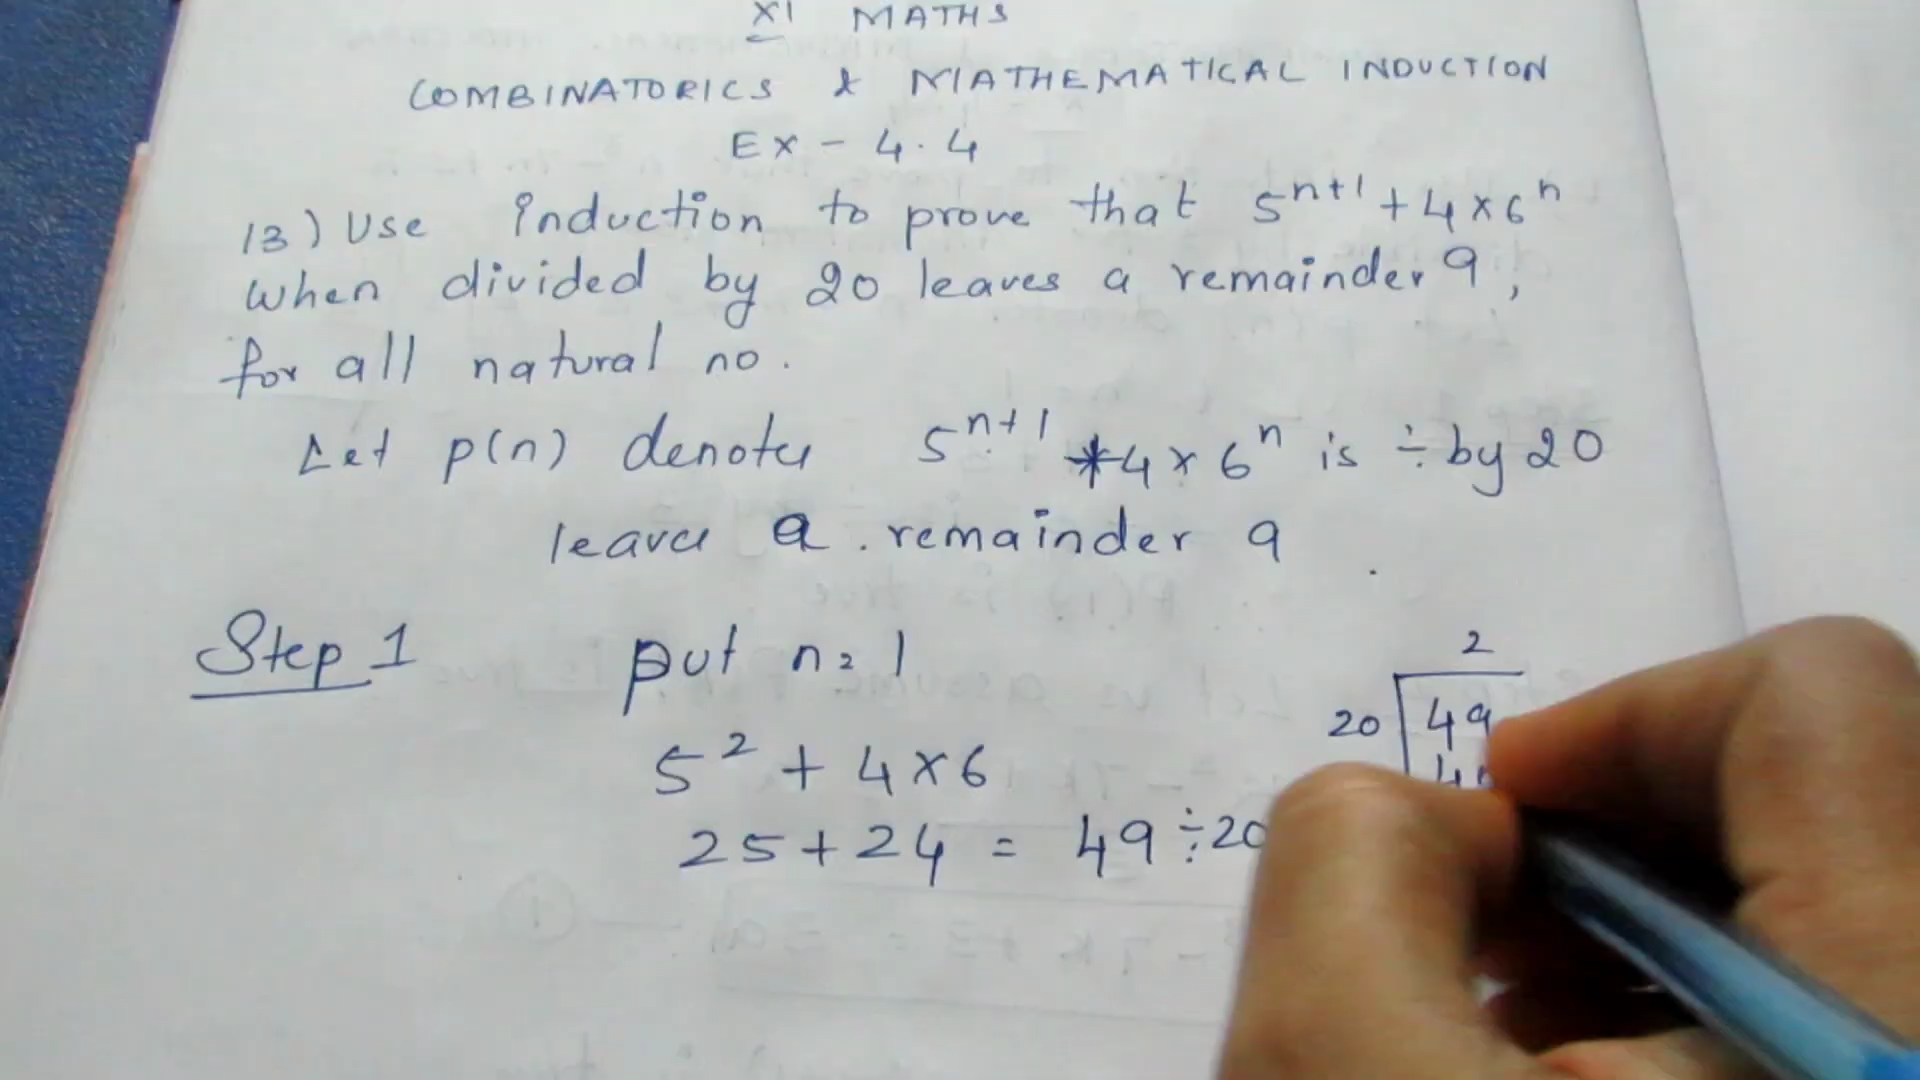 XI MATHS
COMBINATORICS & MATHEMATICAL INDUCTION
EX - 4.4
13) Use induction to prove that 5^{n+1} + 4 × 6^n
when divided by 20 leaves a remainder 9,
for all natural no.
Let p(n) denotes 5^{n+1} + 4 × 6^n is ÷ by 20
leaves a remainder 9
Step 1 put n = 1
2
20 49
5^2 + 4 × 6
25 + 24 = 49 ÷ 20